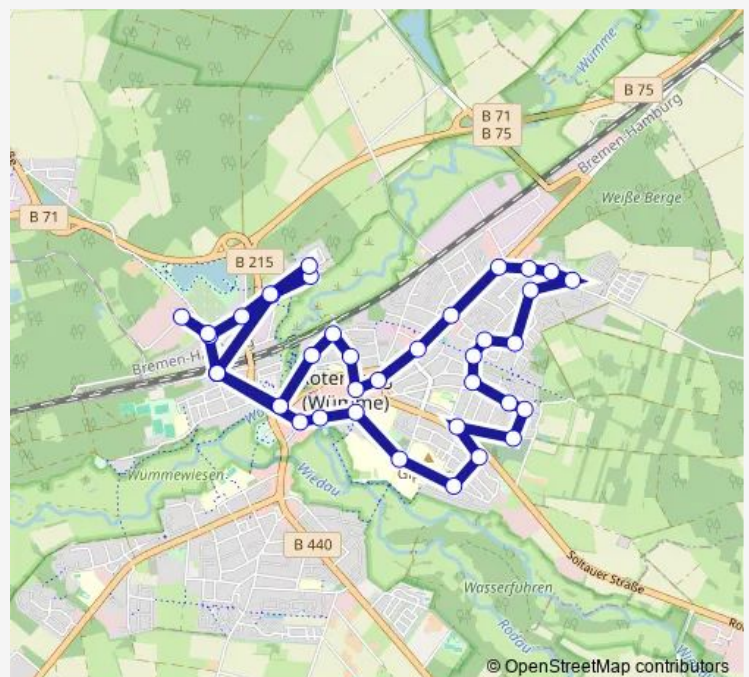 Wümme
B 75
B 71
B 75
Bremen-Hamburg
Weiße Berge
B 71
B 215
Bremen-H
(Wümme)
Wümmewiesen
Wiedau
B 440
Soltauer Straße
Wasserfuhren
Rodau
© OpenStreetMap contributors